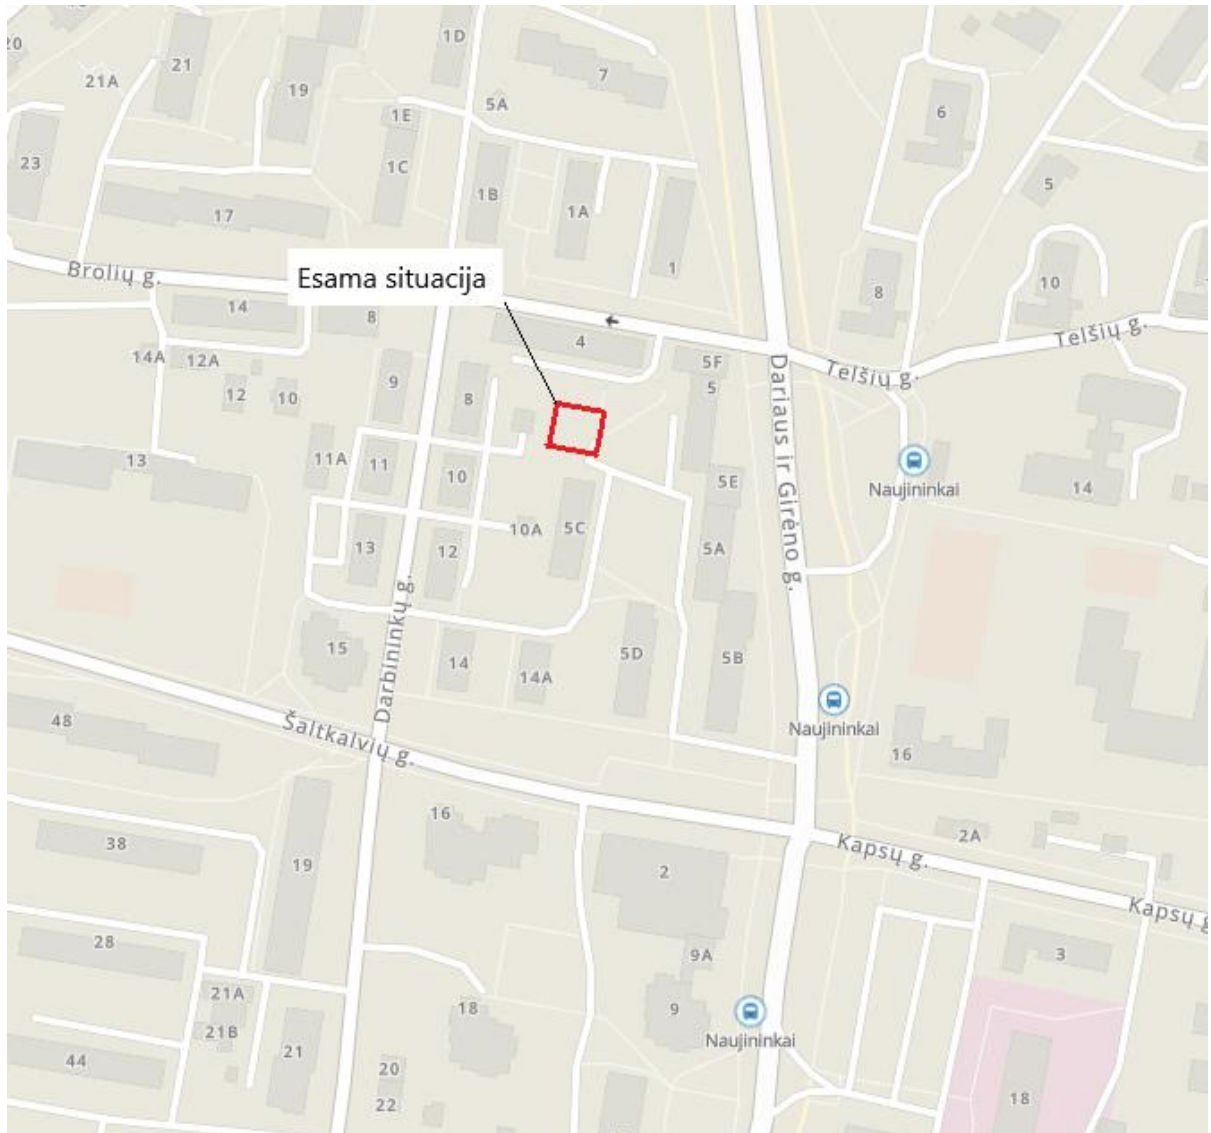 1D
7
20
21
21A
19
5A
1E
6
23
1C
1B
1A
5
17
1
Brolių g.
Esama situacija
8
10
14
8
4
Telšių g.
14A
12A
5F
Telšių g.
9
8
5
12
10
Dariaus ir Girėno g.
13
11A
11
10
5E
Naujininkai
14
10A
5C
13
12
5A
Darbininkų g.
15
14
14A
5D
5B
48
Šaltkalvių g.
Naujininkai
16
16
38
19
2
Kapsų g.
2A
Kapsų g
28
9A
3
21A
18
9
21B
Naujininkai
44
21
20
22
18